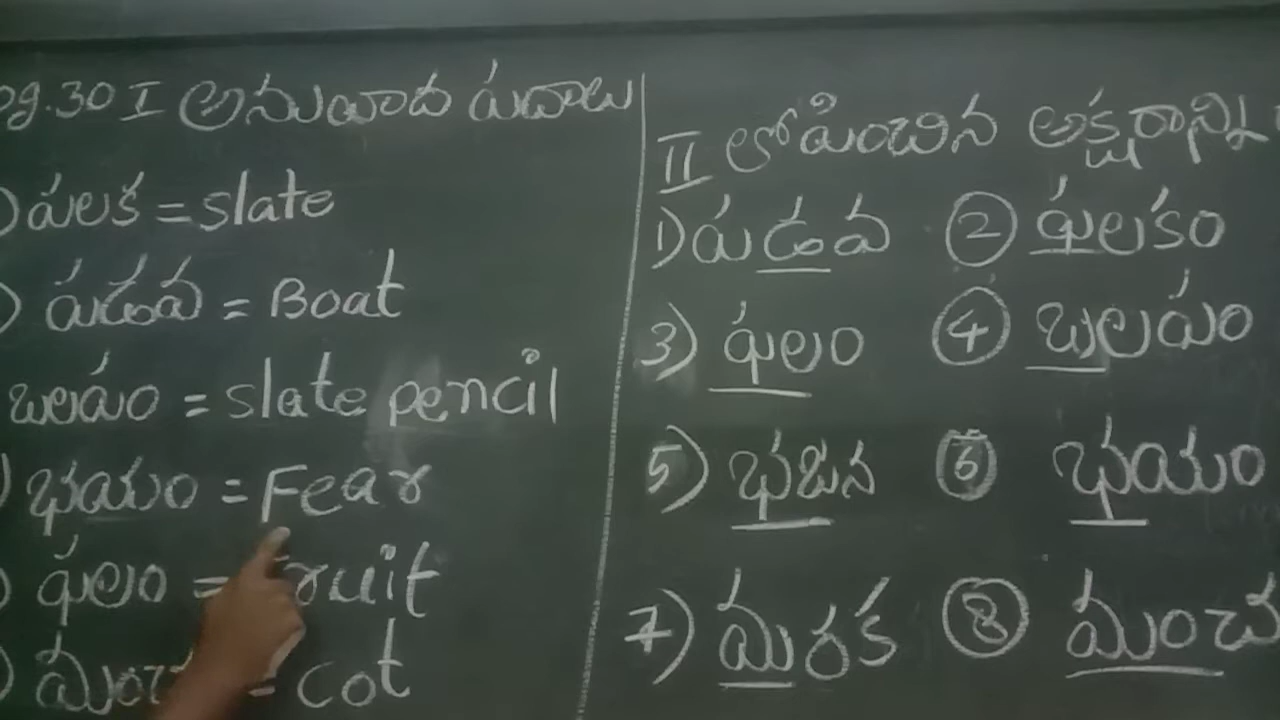 pg.30 I అనువాద పదాలు
)పలక = slate
) పడవ = Boat
బలపం = slate pencil
) భయం = Fear
) ఫలం = Fruit
) = cot
II లోపించిన అక్షరాన్ని
1) పడవ ② ఫలకం
3) ఫలం ④ బలపం
5) భజన ⑥ భయం
7) మరక ⑧ మంచ